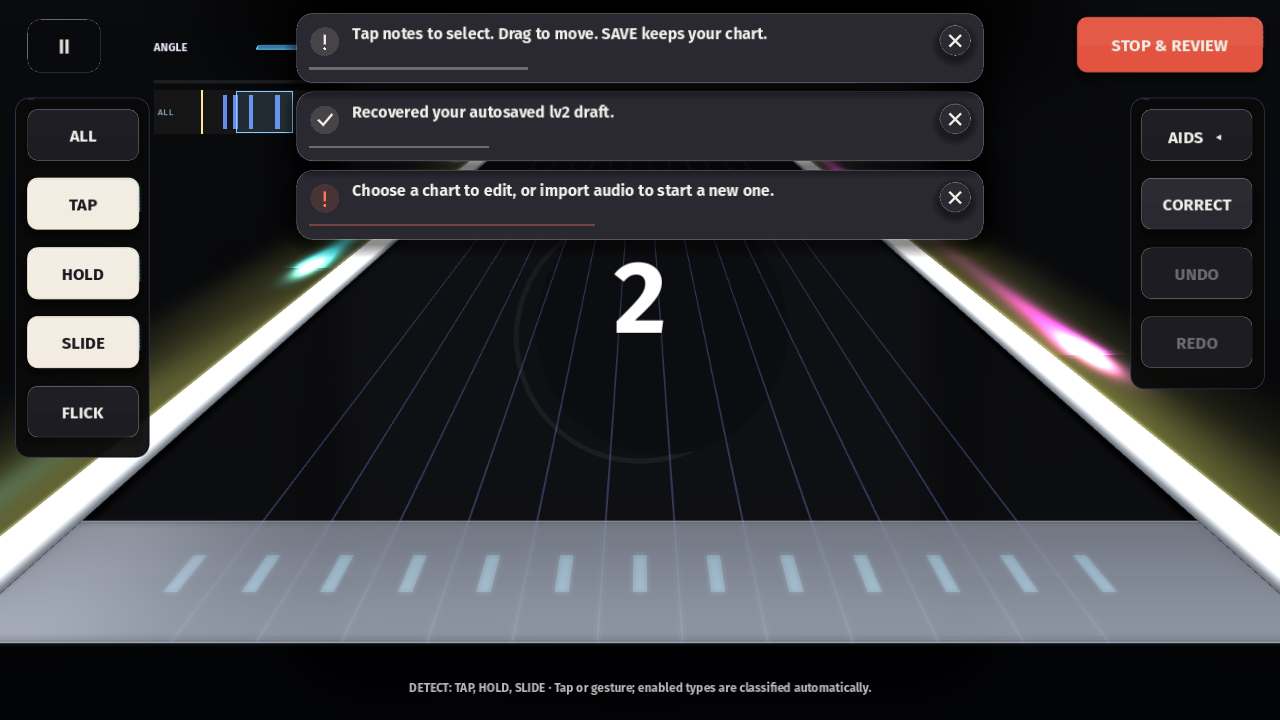 ANGLE
ALL
Tap notes to select. Drag to move. SAVE keeps your chart.
Recovered your autosaved lv2 draft.
Choose a chart to edit, or import audio to start a new one.
STOP & REVIEW
ALL
TAP
HOLD
SLIDE
FLICK
2
AIDS
CORRECT
UNDO
REDO
DETECT: TAP, HOLD, SLIDE · Tap or gesture; enabled types are classified automatically.